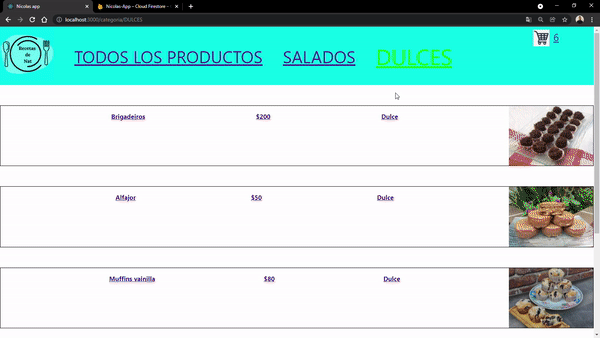 Nicolas app
Nicolas-App - Cloud Firestore -
localhost:3000/categoria/DULCES
Recetas
de
Nat
TODOS LOS PRODUCTOS SALADOS DULCES
6
Brigadeiros $200 Dulce
Alfajor $50 Dulce
Muffins vainilla $80 Dulce